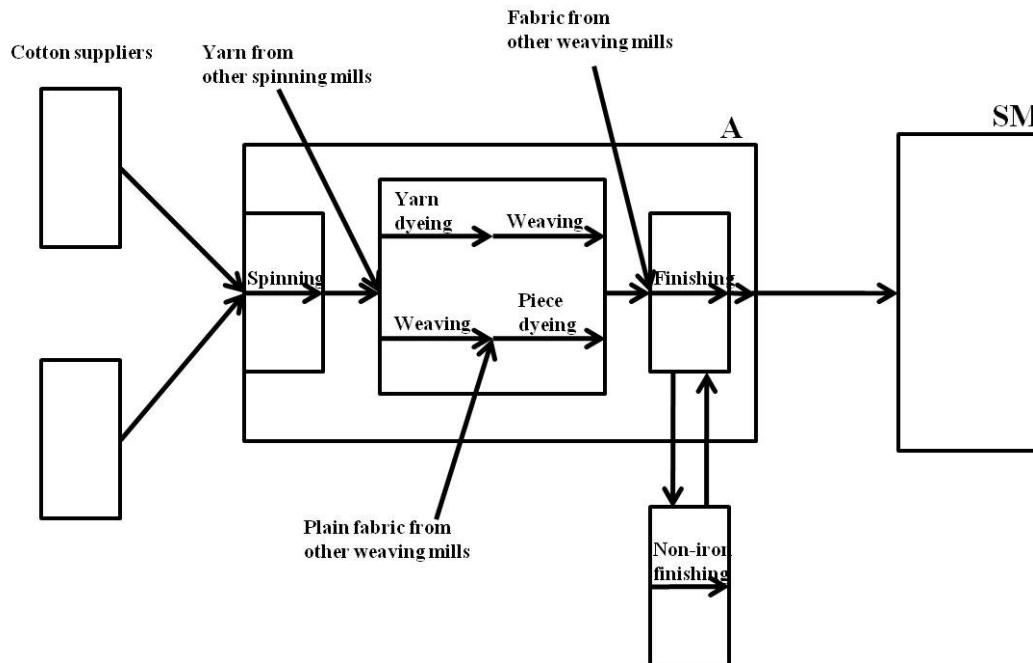 Fabric from
other weaving mills
Cotton suppliers
Yarn from
other spinning mills
A
SM
Yarn
dyeing
Weaving
Spinning
Finishing
Weaving
Piece
dyeing
Plain fabric from
other weaving mills
Non-iron
finishing